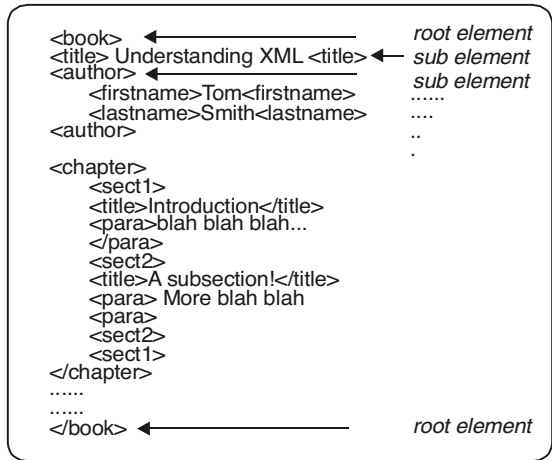 <book> root element
<title> Understanding XML <title> sub element
<author> sub element
<firstname>Tom<firstname> ......
<lastname>Smith<lastname> ....
<author> ..
.
<chapter>
<sect1>
<title>Introduction</title>
<para>blah blah blah...
</para>
<sect2>
<title>A subsection!</title>
<para> More blah blah
<para>
<sect2>
<sect1>
</chapter>
......
......
</book> root element